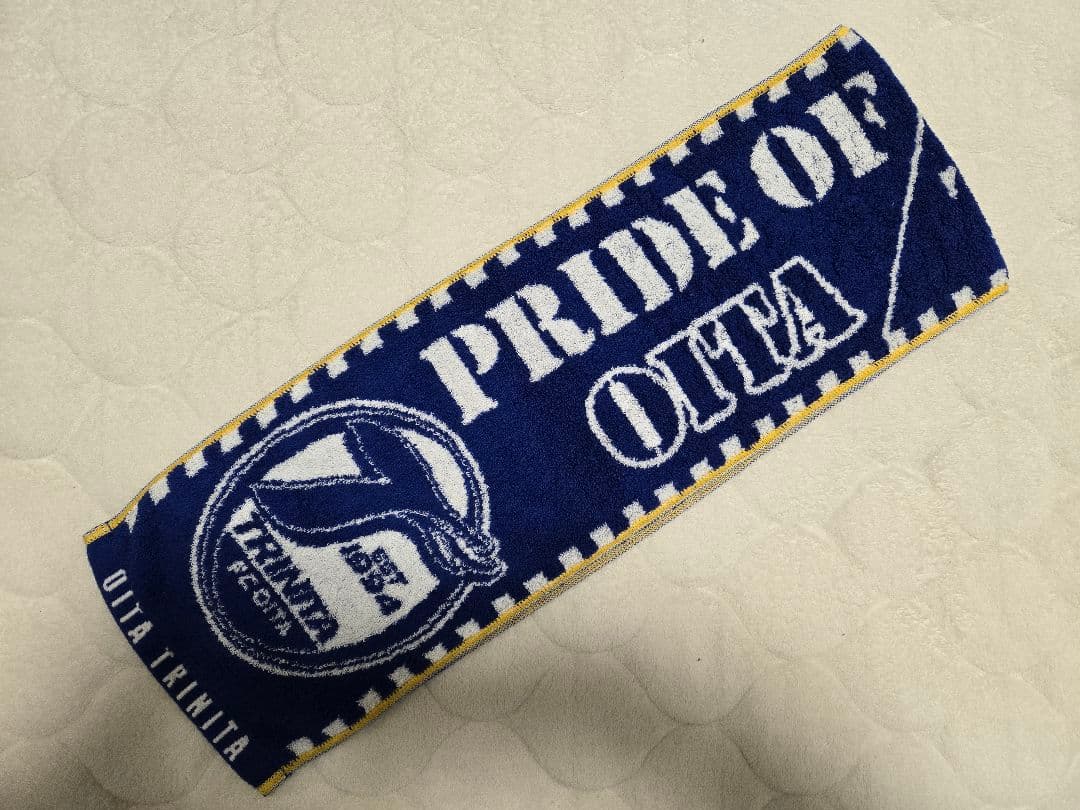 PRIDE OF
OITA
EST
1994
TRINITA
FC OITA
OITA TRINITA